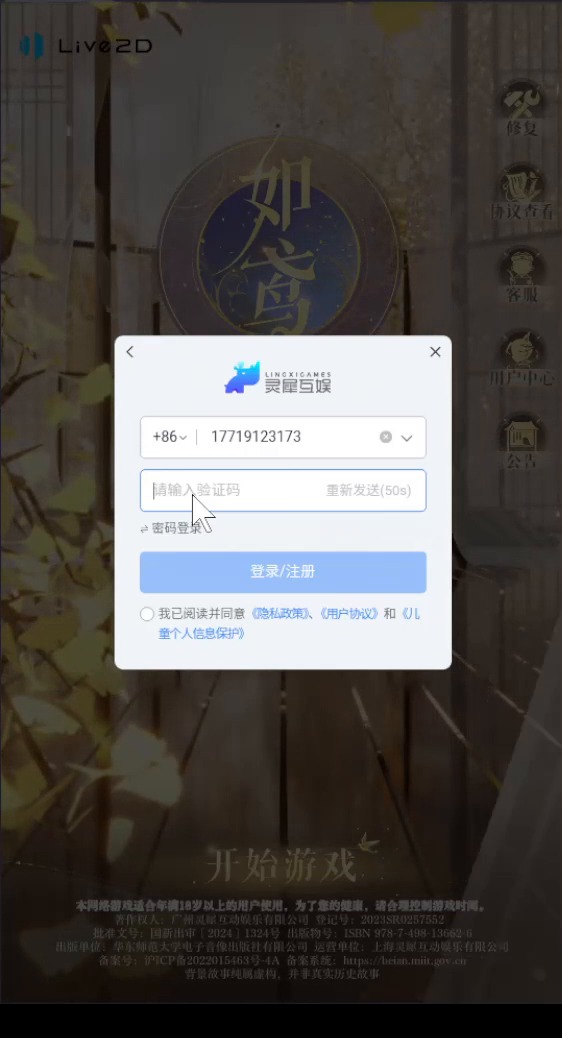 Live2D
修复
如鸢
协议查看
客服
用户中心
公告
LINGXIGAMES
灵犀互娱
+86
17719123173
请输入验证码
重新发送(50s)
密码登录
登录/注册
我已阅读并同意《隐私政策》、《用户协议》和《儿
童个人信息保护》
开始游戏
本网络游戏适合年满18岁以上的用户使用，为了您的健康，请合理控制游戏时间。
著作权人：广州灵犀互动娱乐有限公司 登记号：2023SR0257552
批准文号：国新出审［2024］1324号 出版物号：ISBN 978-7-498-13662-6
出版单位：华东师范大学电子音像出版社有限公司 运营单位：上海灵犀互动娱乐有限公司
备案号：沪ICP备2022015463号-4A 备案系统：https://beian.miit.gov.cn
背景故事纯属虚构，并非真实历史故事